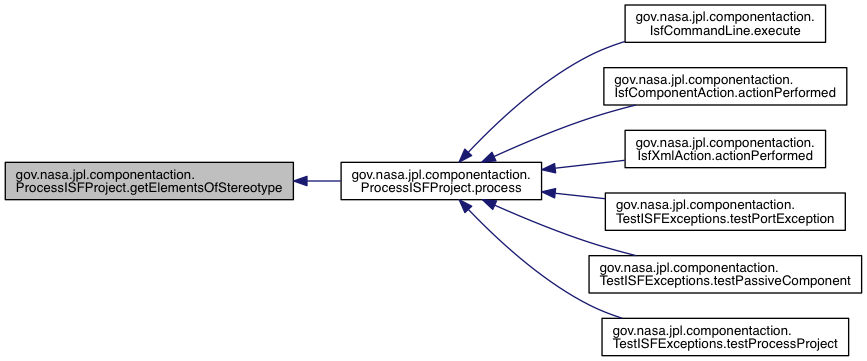 gov.nasa.jpl.componentaction.
ProcessISFProject.getElementsOfStereotype
gov.nasa.jpl.componentaction.
ProcessISFProject.process
gov.nasa.jpl.componentaction.
IsfCommandLine.execute
gov.nasa.jpl.componentaction.
IsfComponentAction.actionPerformed
gov.nasa.jpl.componentaction.
IsfXmlAction.actionPerformed
gov.nasa.jpl.componentaction.
TestISFExceptions.testPortException
gov.nasa.jpl.componentaction.
TestISFExceptions.testPassiveComponent
gov.nasa.jpl.componentaction.
TestISFExceptions.testProcessProject